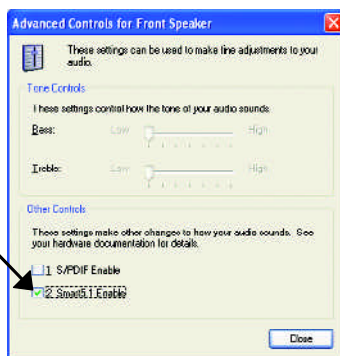 Advanced Controls for Front Speaker
These settings can be used to make fine adjustments to your
audio.
Tone Controls
These settings control how the tone of your audio sounds.
Bass: Low High
Treble: Low High
Other Controls
These settings make other changes to how your audio sounds. See
your hardware documentation for details.
1 S/PDIF Enable
2 Smart5.1 Enable
Close